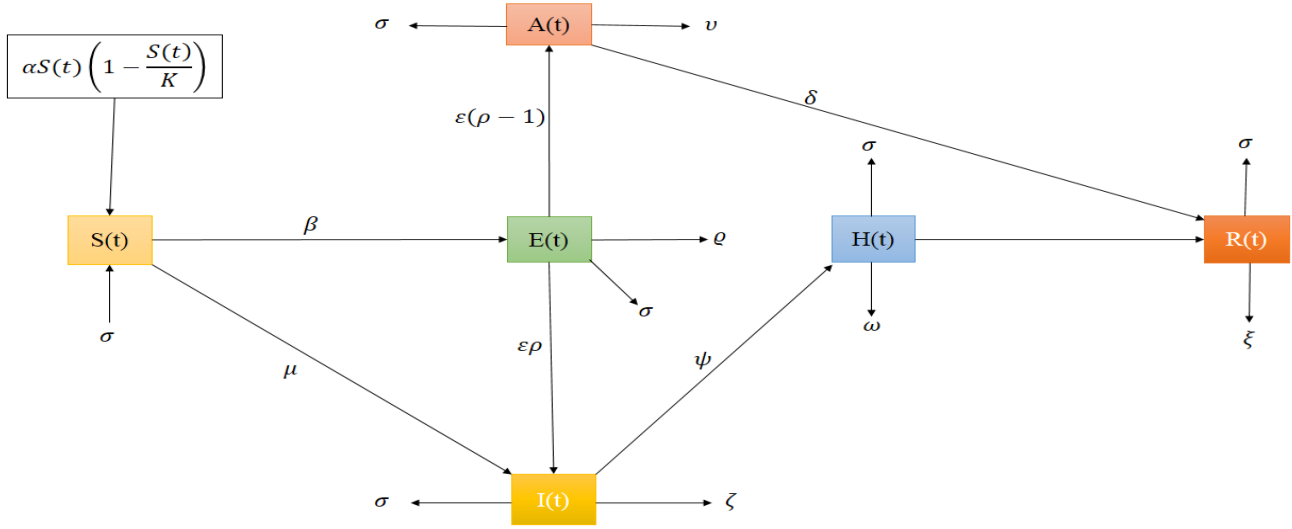 σ
A(t)
υ
αS(t)(1 − S(t)/K)
δ
ε(ρ − 1)
σ
σ
S(t)
β
E(t)
ϱ
H(t)
R(t)
σ
σ
ω
ξ
μ
ερ
ψ
σ
I(t)
ζ